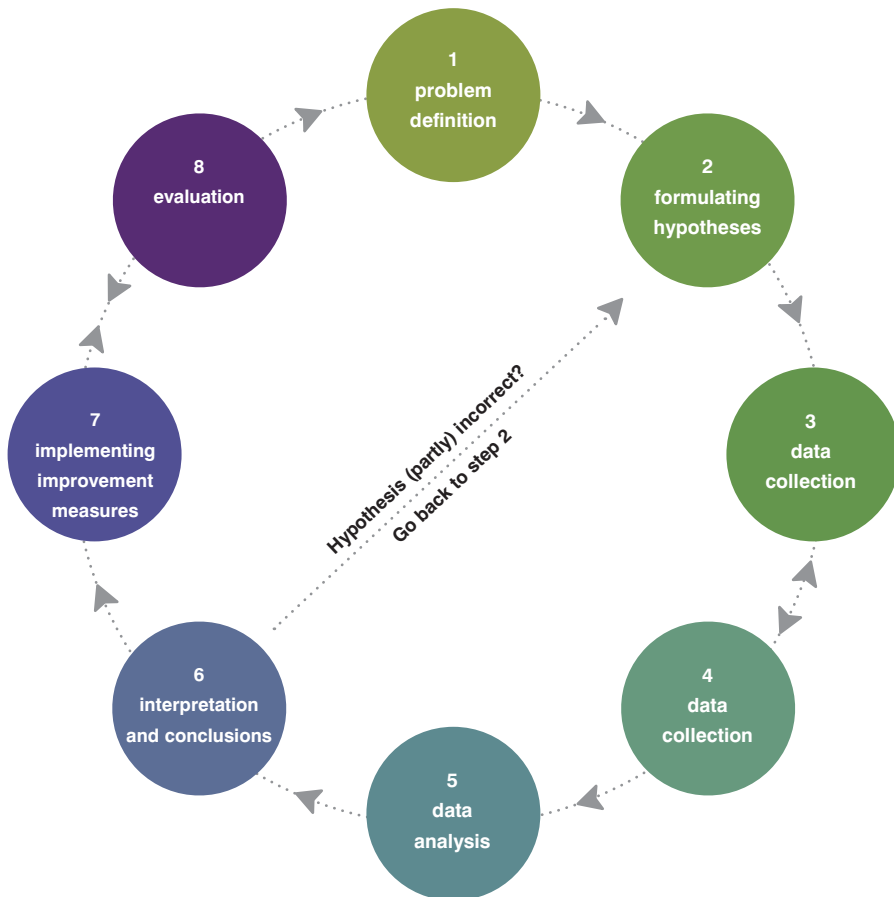 1
problem
definition
2
formulating
hypotheses
3
data
collection
4
data
collection
5
data
analysis
6
interpretation
and conclusions
7
implementing
improvement
measures
8
evaluation
Hypothesis (partly) incorrect?
Go back to step 2